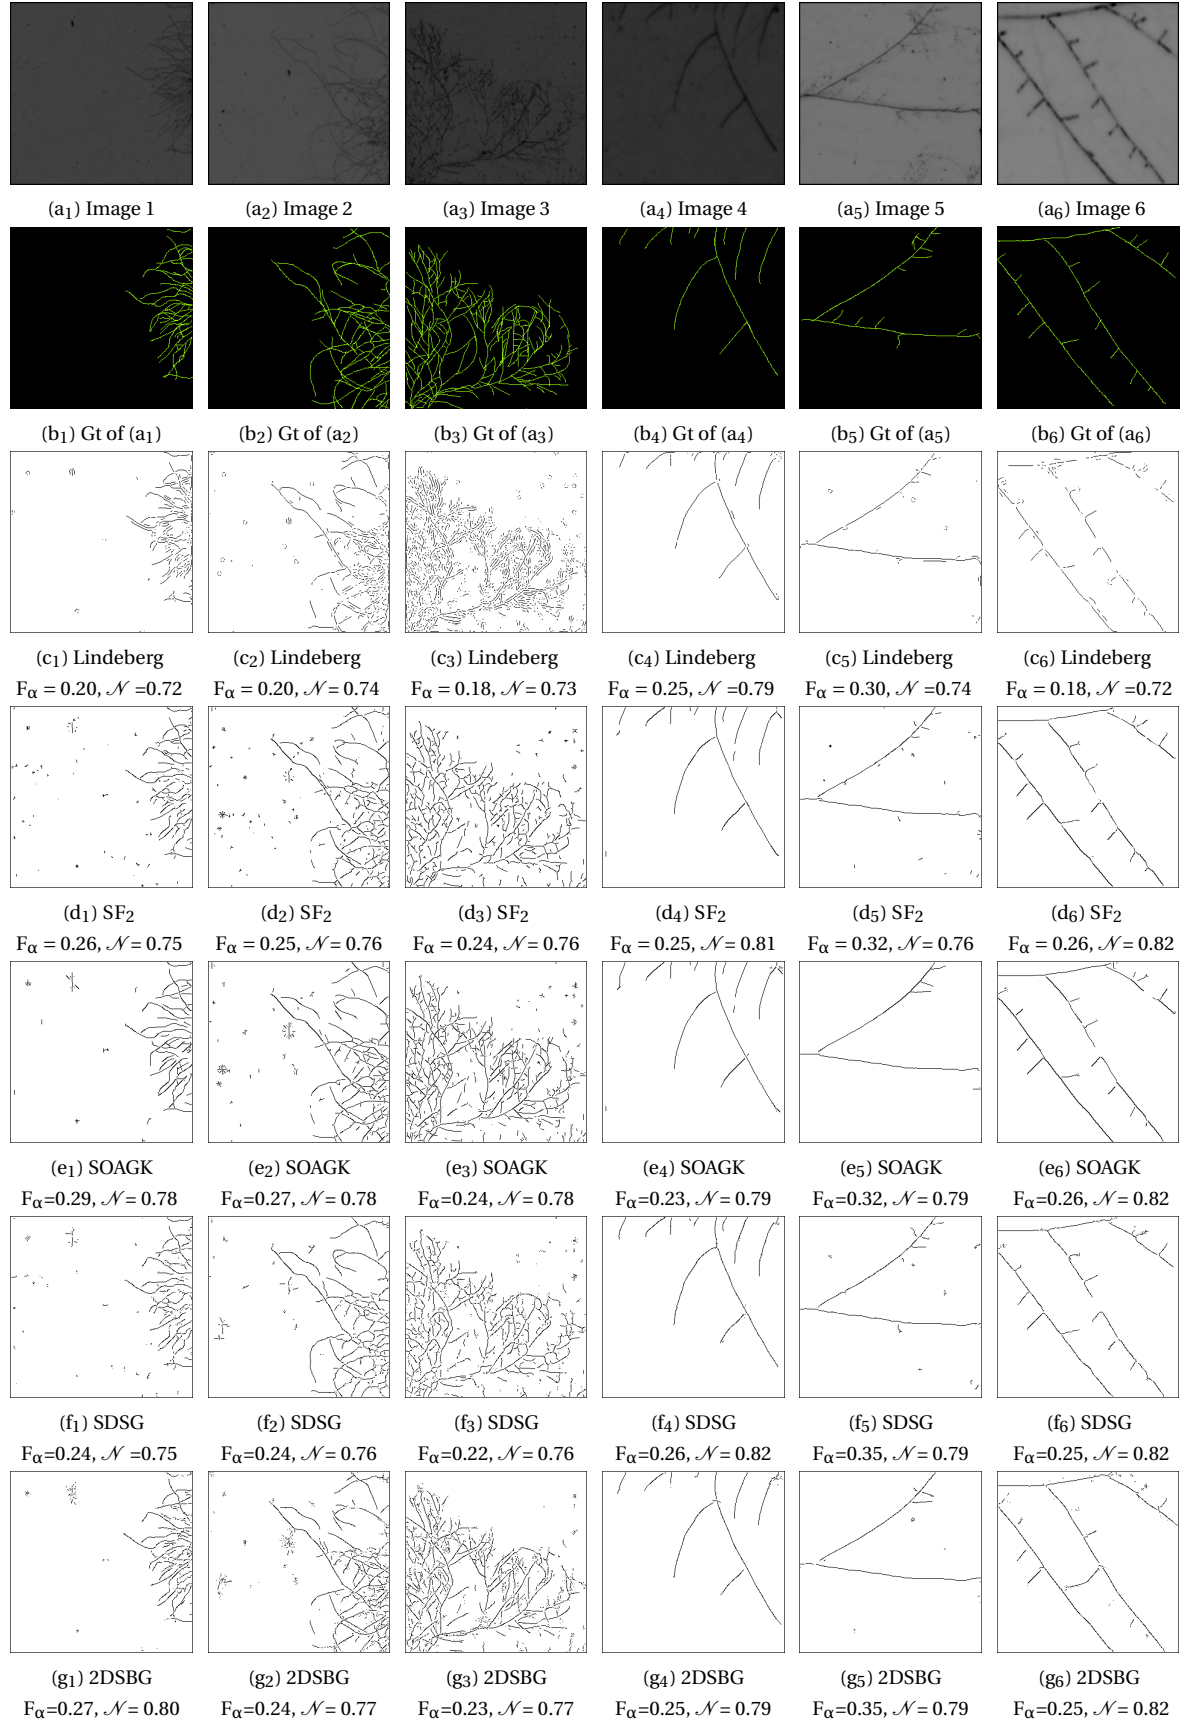 (a₁) Image 1 (a₂) Image 2 (a₃) Image 3 (a₄) Image 4 (a₅) Image 5 (a₆) Image 6
(b₁) Gt of (a₁) (b₂) Gt of (a₂) (b₃) Gt of (a₃) (b₄) Gt of (a₄) (b₅) Gt of (a₅) (b₆) Gt of (a₆)
(c₁) Lindeberg (c₂) Lindeberg (c₃) Lindeberg (c₄) Lindeberg (c₅) Lindeberg (c₆) Lindeberg
Fα = 0.20, 𝒩 =0.72 Fα = 0.20, 𝒩 = 0.74 Fα = 0.18, 𝒩 = 0.73 Fα = 0.25, 𝒩 =0.79 Fα = 0.30, 𝒩 =0.74 Fα = 0.18, 𝒩 =0.72
(d₁) SF₂ (d₂) SF₂ (d₃) SF₂ (d₄) SF₂ (d₅) SF₂ (d₆) SF₂
Fα = 0.26, 𝒩 = 0.75 Fα = 0.25, 𝒩 = 0.76 Fα = 0.24, 𝒩 = 0.76 Fα = 0.25, 𝒩 = 0.81 Fα = 0.32, 𝒩 = 0.76 Fα = 0.26, 𝒩 = 0.82
(e₁) SOAGK (e₂) SOAGK (e₃) SOAGK (e₄) SOAGK (e₅) SOAGK (e₆) SOAGK
Fα=0.29, 𝒩 = 0.78 Fα=0.27, 𝒩 = 0.78 Fα=0.24, 𝒩 = 0.78 Fα=0.23, 𝒩 = 0.79 Fα=0.32, 𝒩 = 0.79 Fα=0.26, 𝒩 = 0.82
(f₁) SDSG (f₂) SDSG (f₃) SDSG (f₄) SDSG (f₅) SDSG (f₆) SDSG
Fα=0.24, 𝒩 =0.75 Fα=0.24, 𝒩 = 0.76 Fα=0.22, 𝒩 = 0.76 Fα=0.26, 𝒩 = 0.82 Fα=0.35, 𝒩 = 0.79 Fα=0.25, 𝒩 = 0.82
(g₁) 2DSBG (g₂) 2DSBG (g₃) 2DSBG (g₄) 2DSBG (g₅) 2DSBG (g₆) 2DSBG
Fα=0.27, 𝒩 = 0.80 Fα=0.24, 𝒩 = 0.77 Fα=0.23, 𝒩 = 0.77 Fα=0.25, 𝒩 = 0.79 Fα=0.35, 𝒩 = 0.79 Fα=0.25, 𝒩 = 0.82